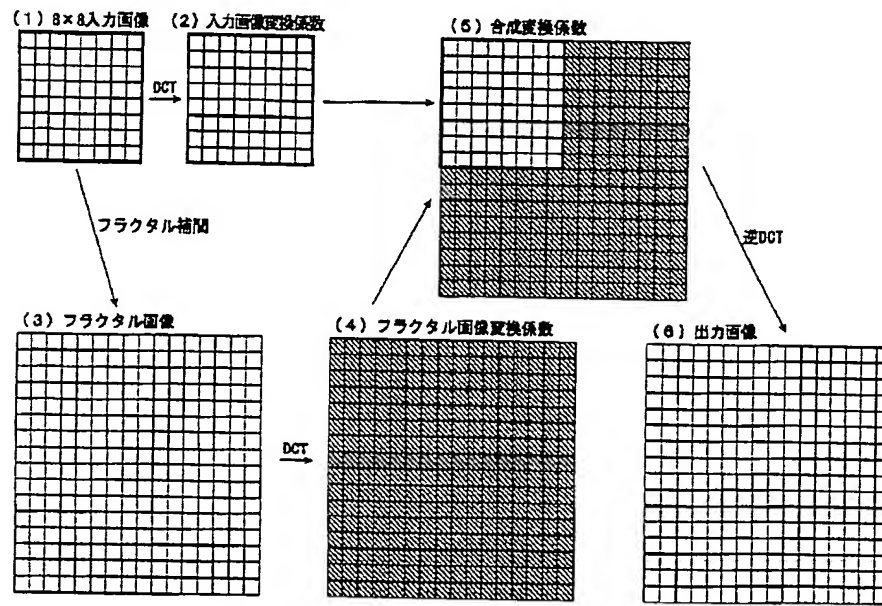 (1) 8×8入力画像
(2) 入力画像変換係数
(5) 合成変換係数
DCT
フラクタル補間
逆DCT
(3) フラクタル画像
(4) フラクタル画像変換係数
(6) 出力画像
DCT